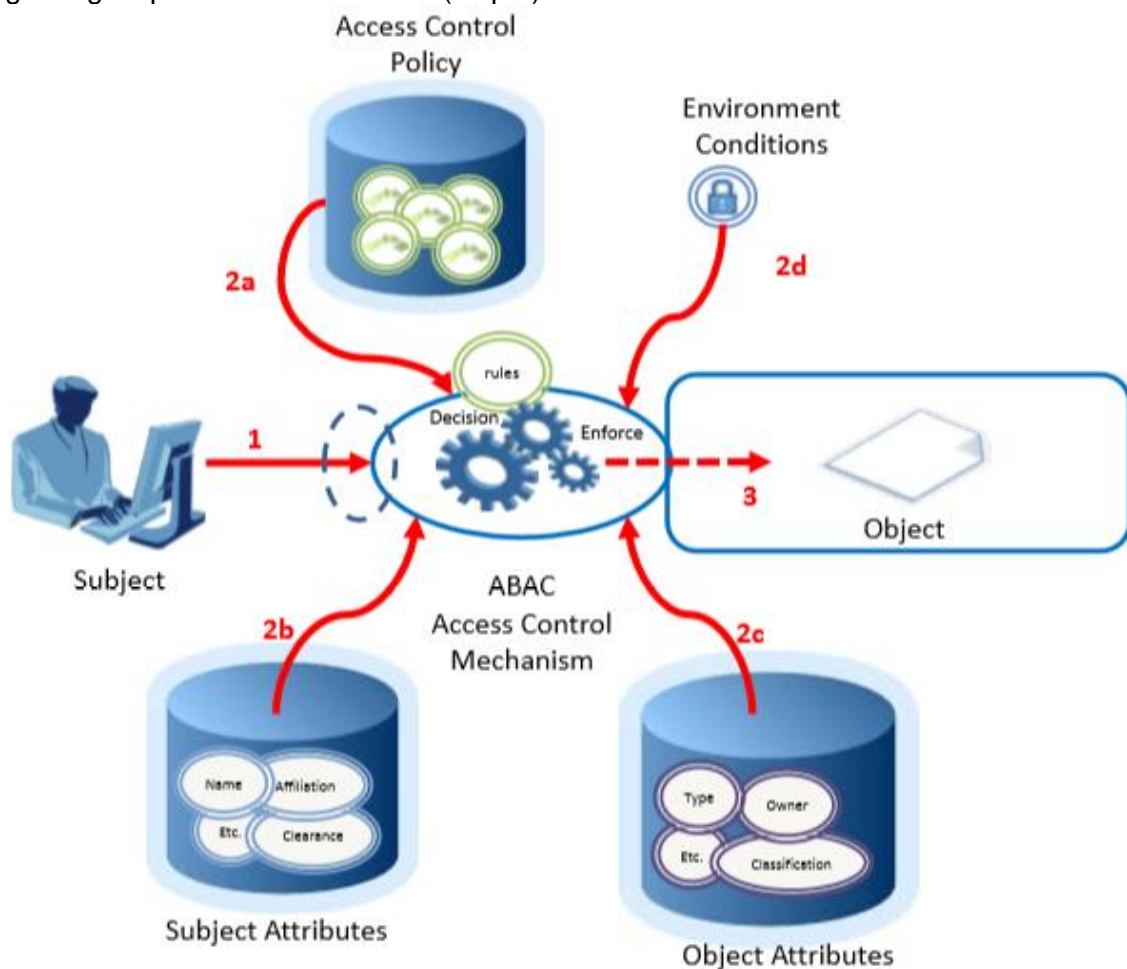 Access Control
Policy
Environment
Conditions
2a
2d
rules
Decision
Enforce
1
3
Object
Subject
ABAC
Access Control
Mechanism
2b
2c
Name
Affiliation
Etc.
Clearance
Type
Owner
Etc.
Classification
Subject Attributes
Object Attributes